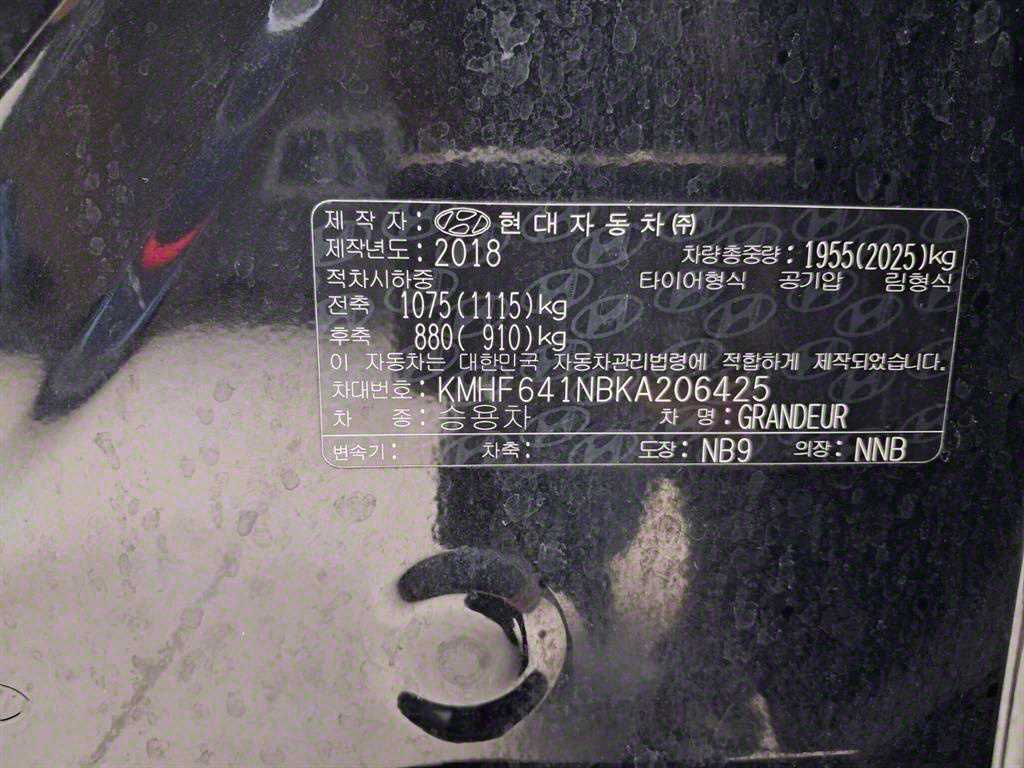 제 작 자 : 현 대 자 동 차 ㈜
제작년도 : 2018 차량총중량 : 1955(2025)kg
적차시하중 타이어형식 공기압 림형식
전축 1075(1115)kg
후축 880( 910)kg
이 자동차는 대한민국 자동차관리법령에 적합하게 제작되었습니다.
차대번호 : KMHF641NBKA206425
차 종 : 승용차 차 명 : GRANDEUR
변속기 : 차축 : 도장 : NB9 의장 : NNB